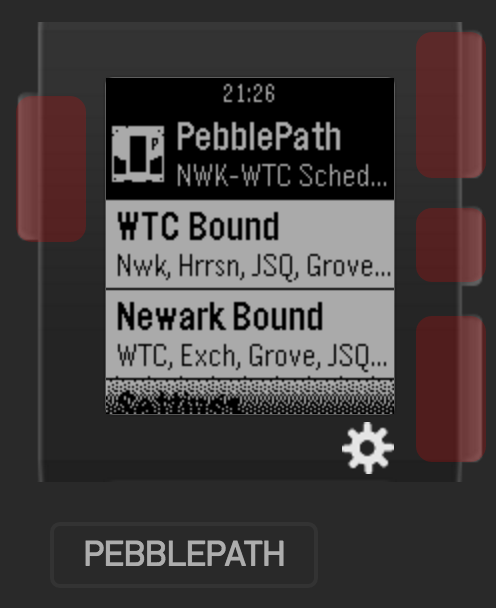 21:26
P
PebblePath
NWK-WTC Sched...
WTC Bound
Nwk, Hrrsn, JSQ, Grove...
Newark Bound
WTC, Exch, Grove, JSQ...
Settings
PEBBLEPATH